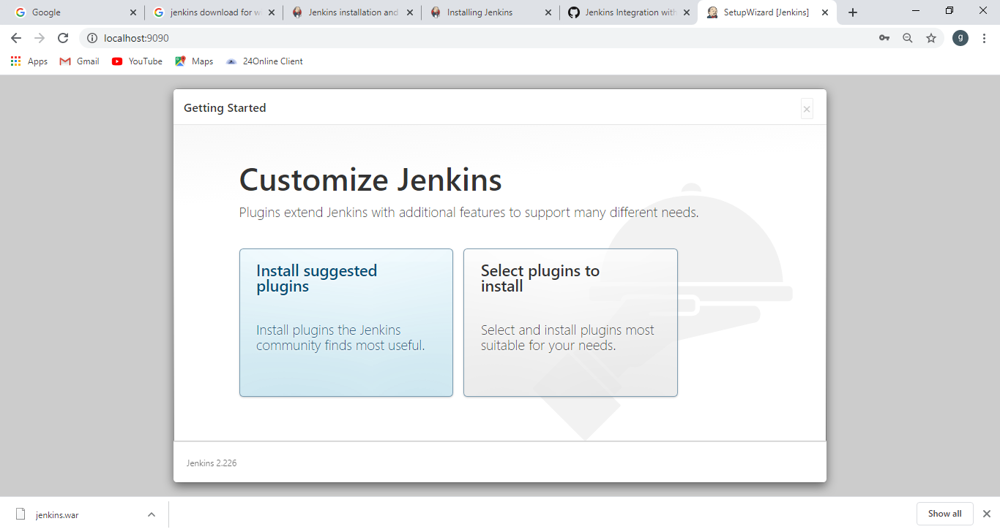 Google
jenkins download for w
Jenkins installation and
Installing Jenkins
Jenkins Integration with
SetupWizard [Jenkins]
localhost:9090
g
Apps
Gmail
YouTube
Maps
24Online Client
Getting Started
Customize Jenkins
Plugins extend Jenkins with additional features to support many different needs.
Install suggested
plugins
Install plugins the Jenkins
community finds most useful.
Select plugins to
install
Select and install plugins most
suitable for your needs.
Jenkins 2.226
jenkins.war
Show all